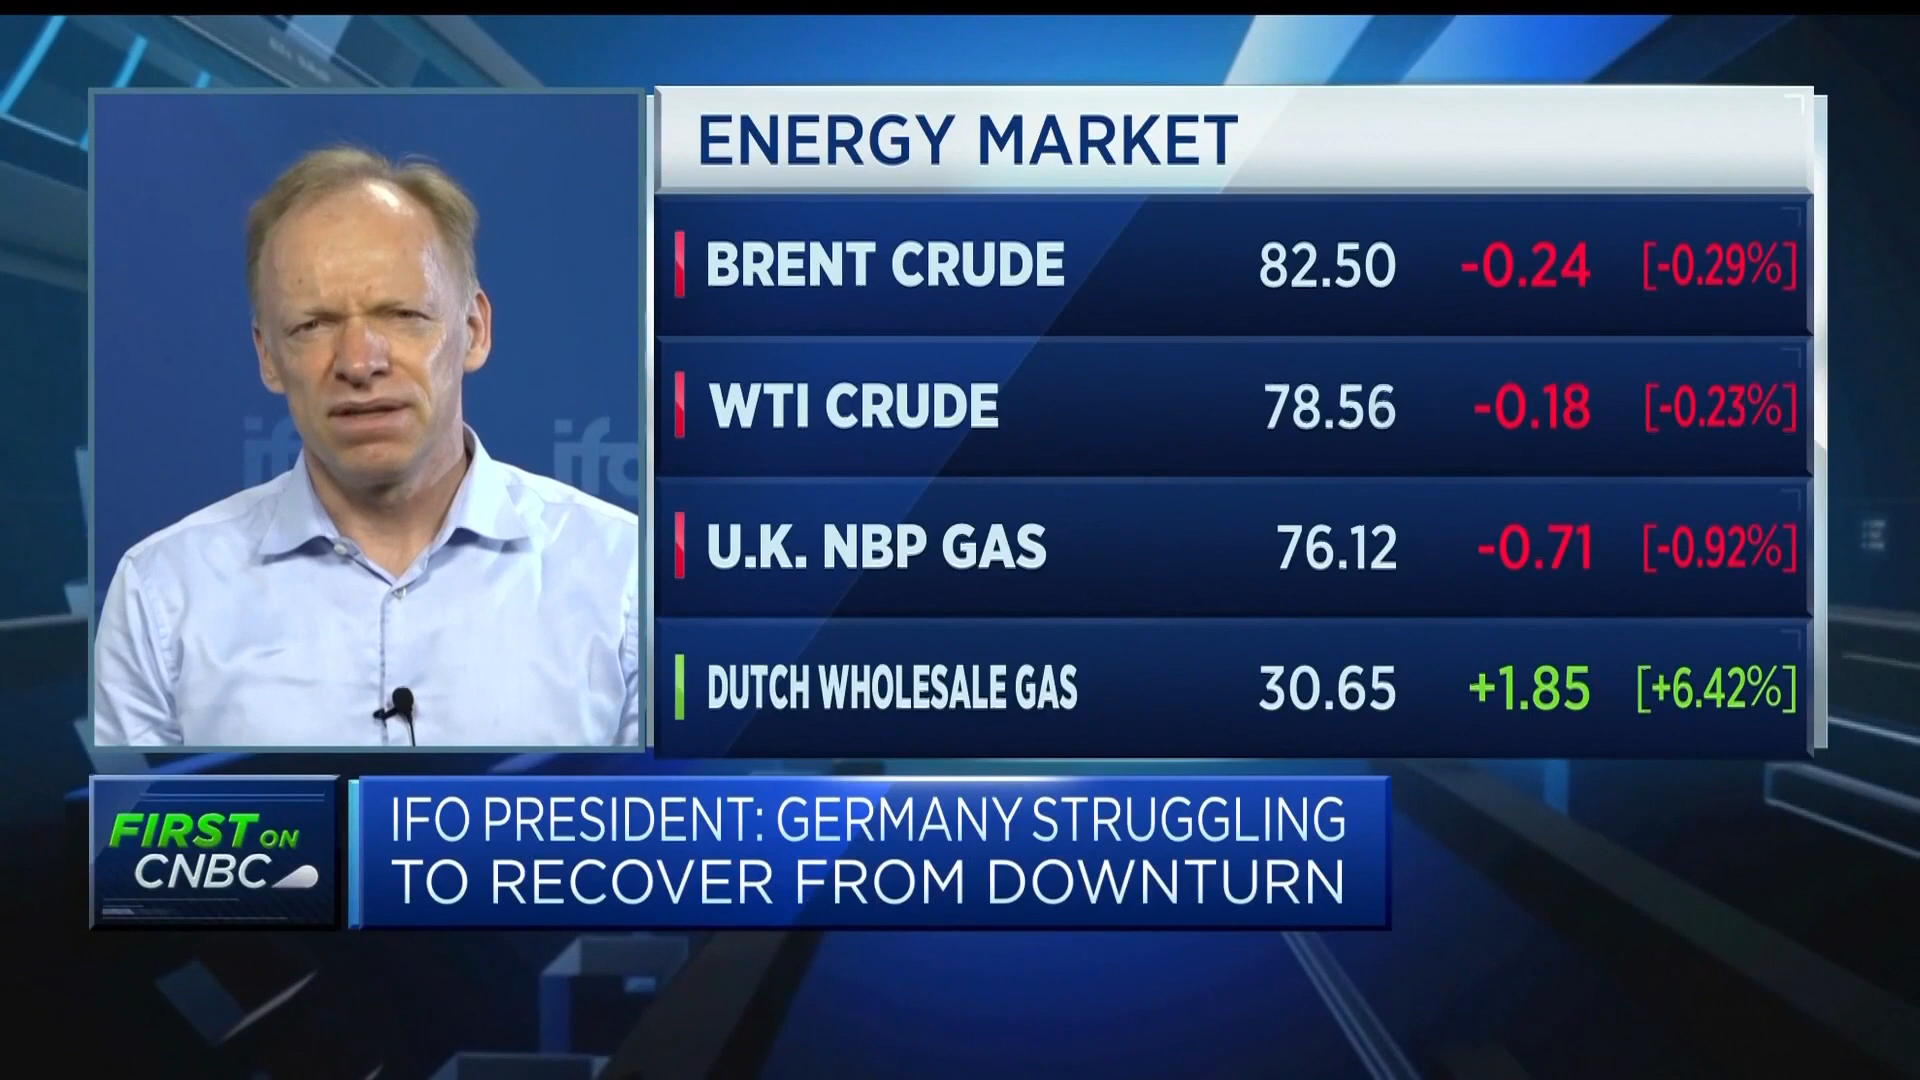 ENERGY MARKET
BRENT CRUDE 82.50 -0.24 [-0.29%]
WTI CRUDE 78.56 -0.18 [-0.23%]
U.K. NBP GAS 76.12 -0.71 [-0.92%]
DUTCH WHOLESALE GAS 30.65 +1.85 [+6.42%]
ifo ifo
FIRST ON
CNBC
IFO PRESIDENT: GERMANY STRUGGLING
TO RECOVER FROM DOWNTURN